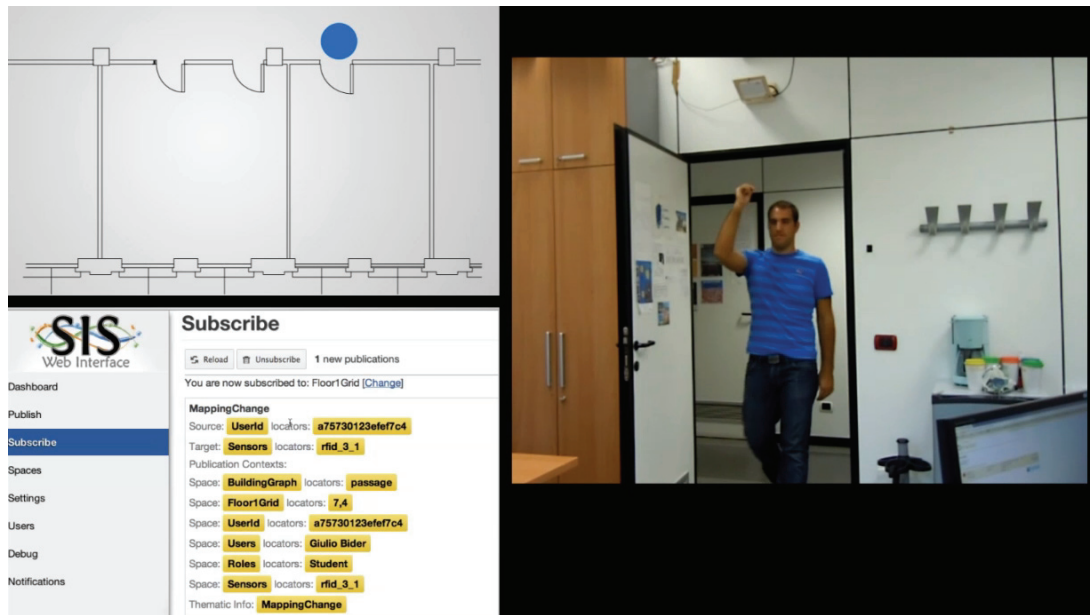 SIS
Web Interface
Dashboard
Publish
Subscribe
Spaces
Settings
Users
Debug
Notifications
Subscribe
Reload Unsubscribe 1 new publications
You are now subscribed to: Floor1Grid [Change]
MappingChange
Source: UserId locators: a75730123efef7c4
Target: Sensors locators: rfid_3_1
Publication Contexts:
Space: BuildingGraph locators: passage
Space: Floor1Grid locators: 7,4
Space: UserId locators: a75730123efef7c4
Space: Users locators: Giulio Bider
Space: Roles locators: Student
Space: Sensors locators: rfid_3_1
Thematic Info: MappingChange